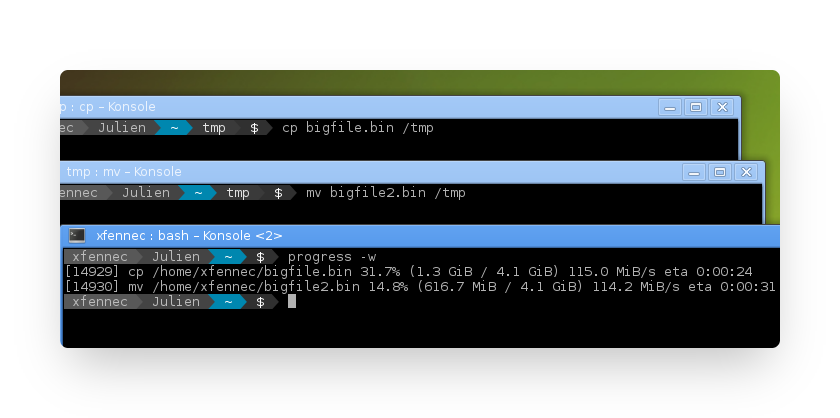 p : cp – Konsole
ec Julien ~ tmp $ cp bigfile.bin /tmp
tmp : mv – Konsole
ennec Julien ~ tmp $ mv bigfile2.bin /tmp
xfennec : bash – Konsole <2>
xfennec Julien ~ $ progress -w
[14929] cp /home/xfennec/bigfile.bin 31.7% (1.3 GiB / 4.1 GiB) 115.0 MiB/s eta 0:00:24
[14930] mv /home/xfennec/bigfile2.bin 14.8% (616.7 MiB / 4.1 GiB) 114.2 MiB/s eta 0:00:31
xfennec Julien ~ $